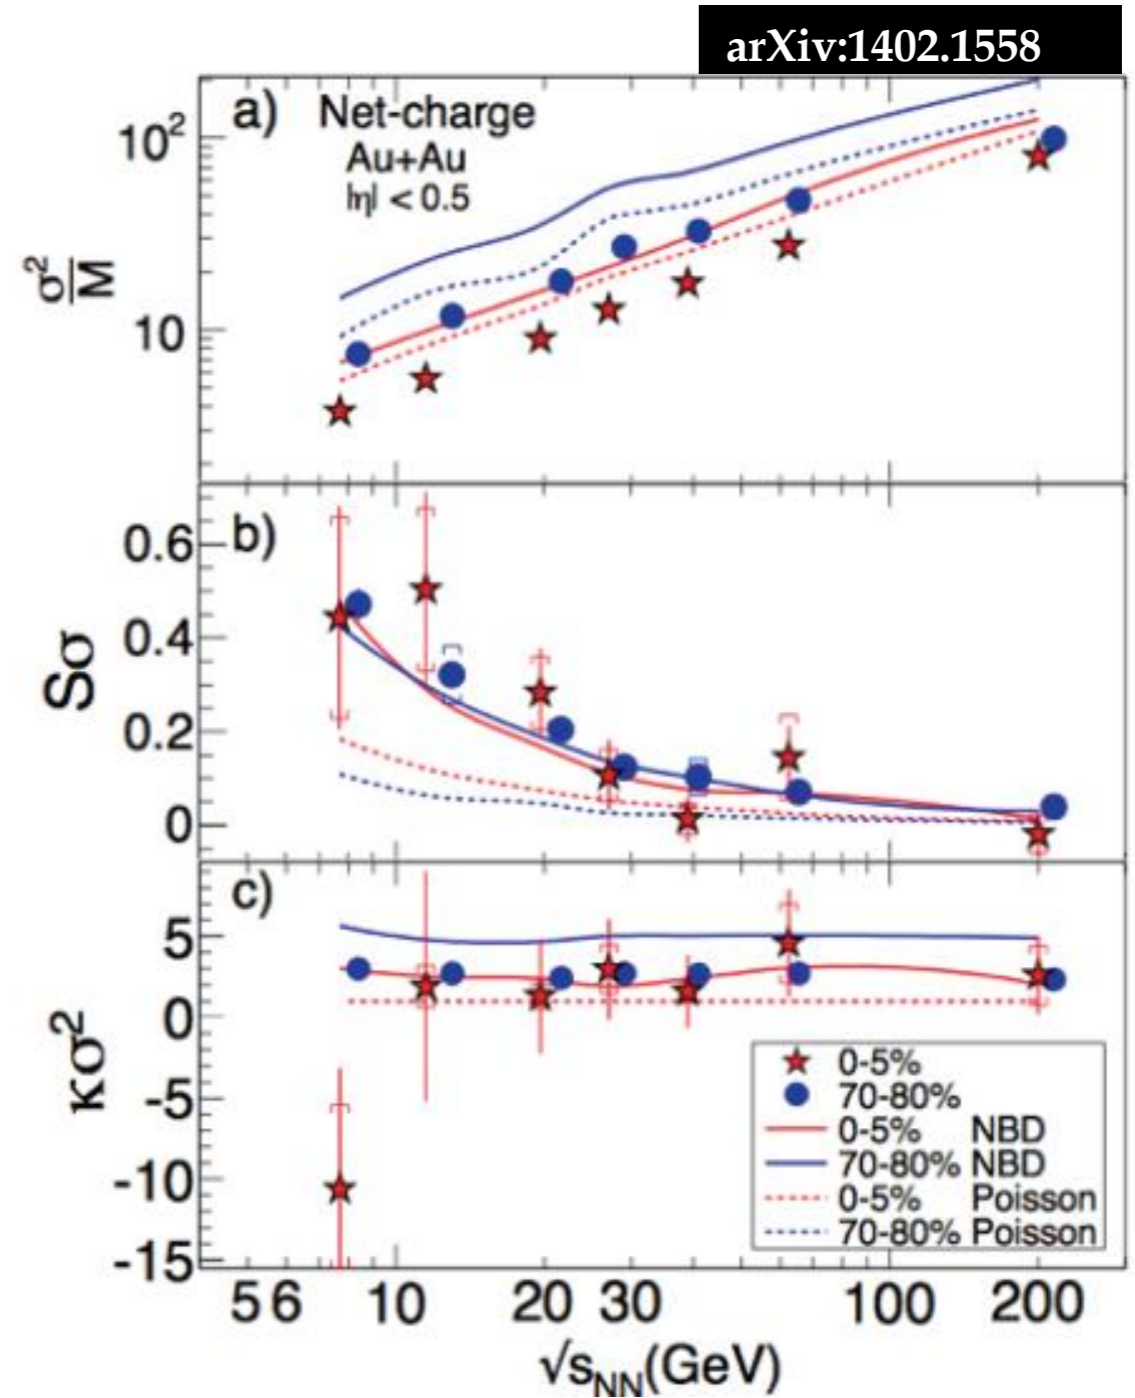 arXiv:1402.1558
a) Net-charge
Au+Au
|η| < 0.5
10²
10
σ²/M
b)
0.6
0.4
0.2
0
Sσ
c)
5
0
-5
-10
-15
κσ²
0-5%
70-80%
0-5% NBD
70-80% NBD
0-5% Poisson
70-80% Poisson
5 6 10 20 30 100 200
√sNN(GeV)